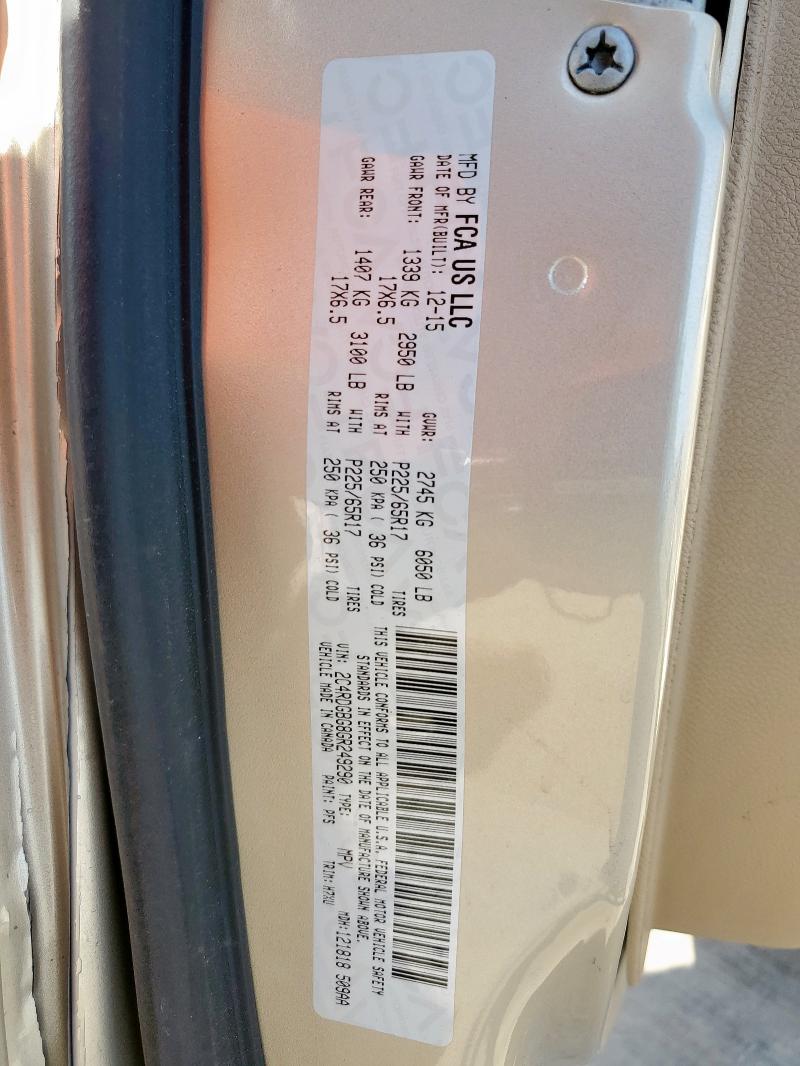 MFD BY FCA US LLC
DATE OF MFR(BUILT): 12-15 GVWR: 2745 KG 6050 LB
GAWR FRONT: 1339 KG 2950 LB WITH P225/65R17 TIRES
17X6.5 RIMS AT 250 KPA ( 36 PSI) COLD
GAWR REAR: 1407 KG 3100 LB WITH P225/65R17 TIRES
17X6.5 RIMS AT 250 KPA ( 36 PSI) COLD
THIS VEHICLE CONFORMS TO ALL APPLICABLE U.S.A. FEDERAL MOTOR VEHICLE SAFETY
STANDARDS IN EFFECT ON THE DATE OF MANUFACTURE SHOWN ABOVE.
VIN: 2C4RDGBG8GR249290 TYPE: MPV MDH:121818 509AA
VEHICLE MADE IN CANADA PAINT: PFS TRIM: